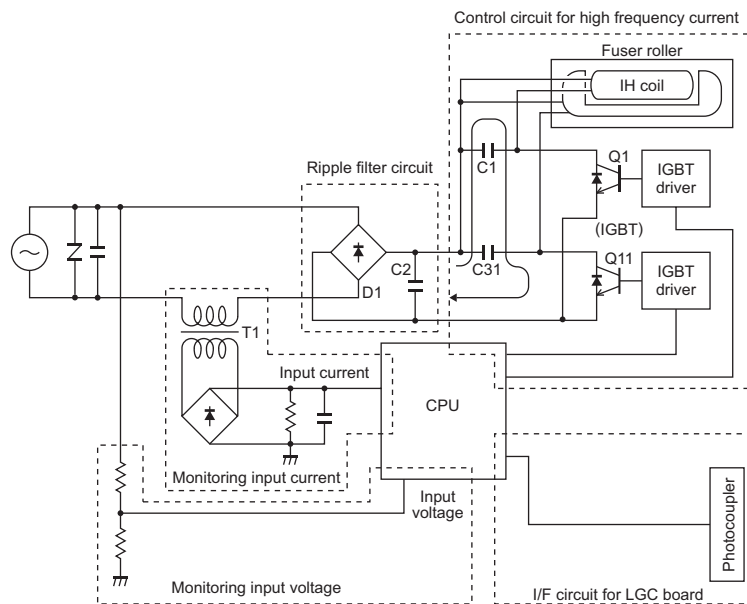 Control circuit for high frequency current
Fuser roller
IH coil
Q1
C1
IGBT
driver
Ripple filter circuit
(IGBT)
Q11
C2
C31
IGBT
driver
D1
T1
Input current
CPU
Monitoring input current
Input
voltage
Photocoupler
Monitoring input voltage
I/F circuit for LGC board